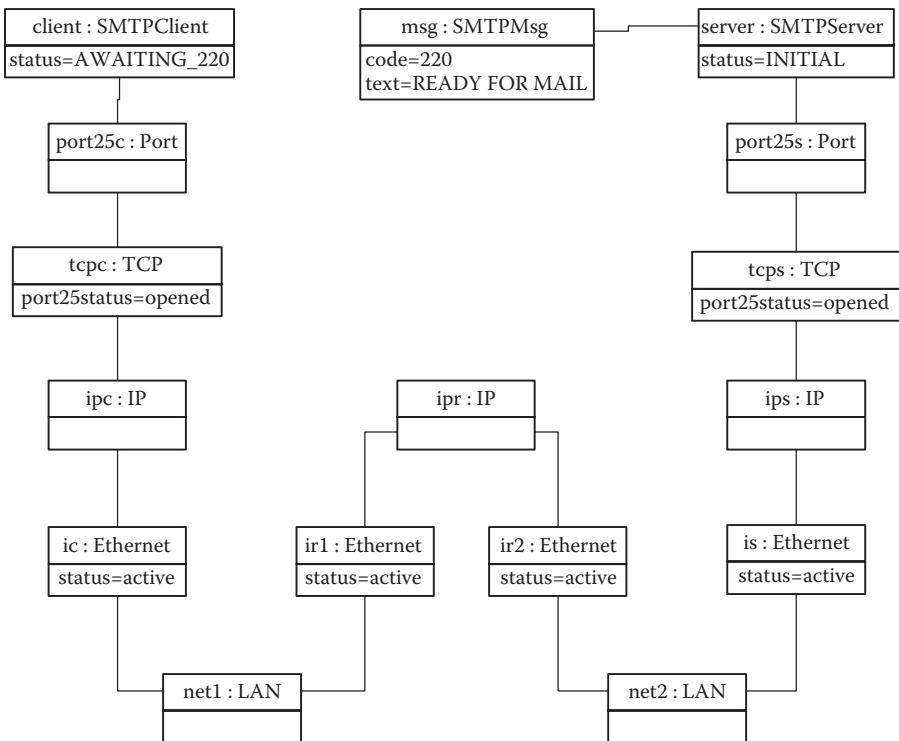 client : SMTPClient
status=AWAITING_220
msg : SMTPMsg
code=220
text=READY FOR MAIL
server : SMTPServer
status=INITIAL
port25c : Port
port25s : Port
tcpc : TCP
port25status=opened
tcps : TCP
port25status=opened
ipc : IP
ipr : IP
ips : IP
ic : Ethernet
status=active
ir1 : Ethernet
status=active
ir2 : Ethernet
status=active
is : Ethernet
status=active
net1 : LAN
net2 : LAN